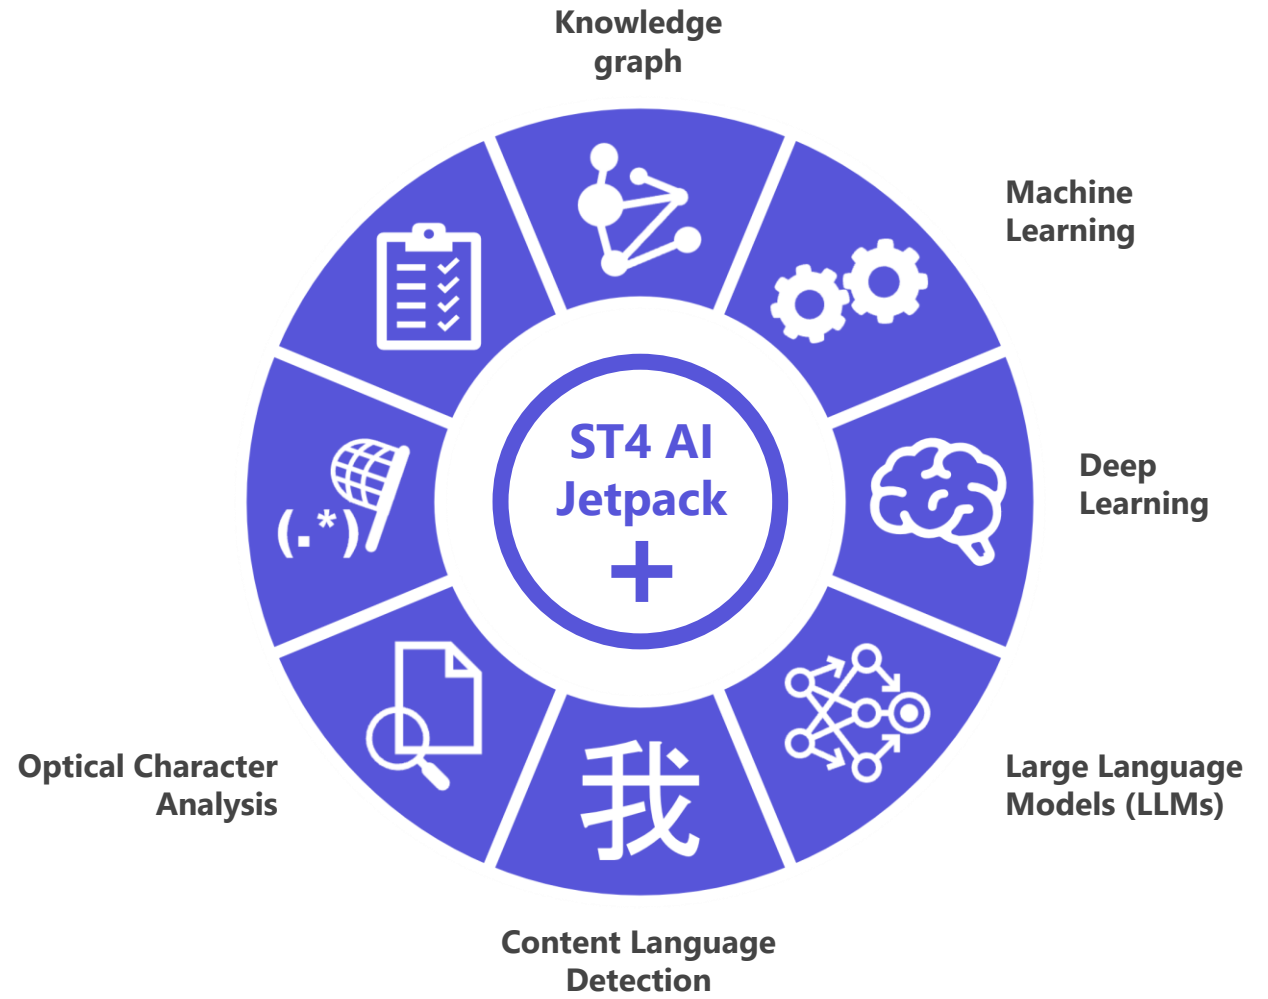 Knowledge
graph
Machine
Learning
ST4 AI
Jetpack
+
Deep
Learning
(.*)
Optical Character
Analysis
我
Large Language
Models (LLMs)
Content Language
Detection